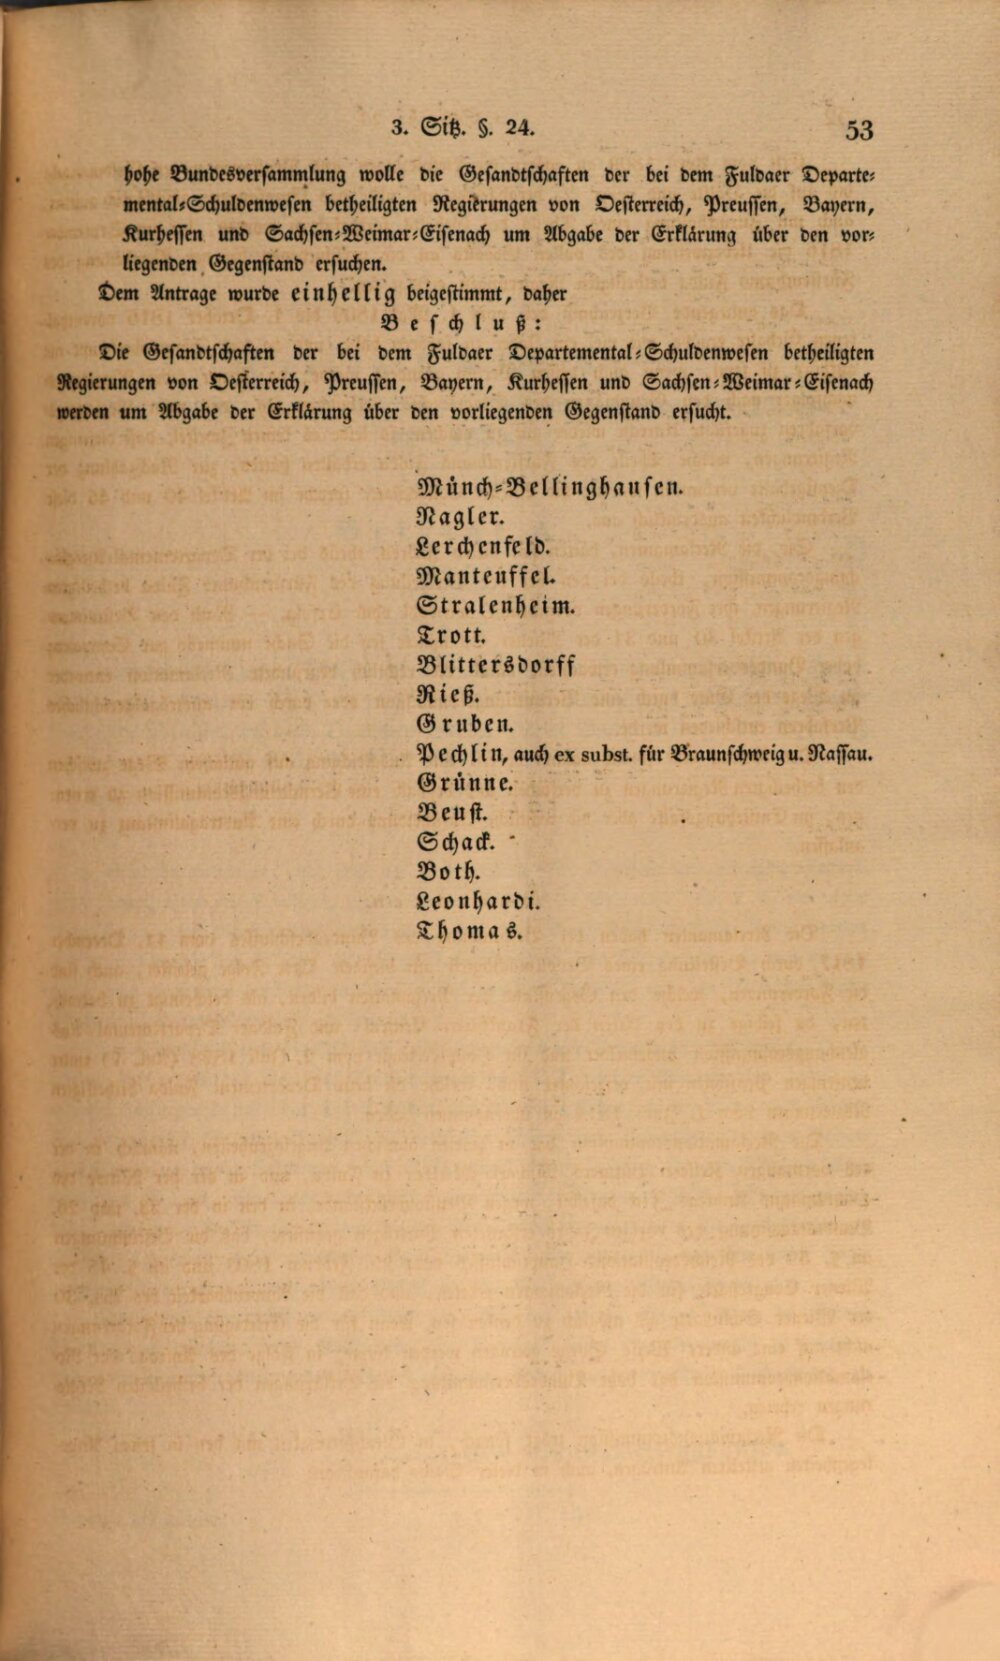 3. Sitz. §. 24.
53
hohe Bundesversammlung wolle die Gesandtschaften der bei dem Fuldaer Departe-
mental-Schuldenwesen betheiligten Regierungen von Oesterreich, Preussen, Bayern,
Kurhessen und Sachsen-Weimar-Eisenach um Abgabe der Erklärung über den vor-
liegenden Gegenstand ersuchen.
Dem Antrage wurde einhellig beigestimmt, daher
Beschluß:
Die Gesandtschaften der bei dem Fuldaer Departemental-Schuldenwesen betheiligten
Regierungen von Oesterreich, Preussen, Bayern, Kurhessen und Sachsen-Weimar-Eisenach
werden um Abgabe der Erklärung über den vorliegenden Gegenstand ersucht.
Münch-Bellinghausen.
Nagler.
Lerchenfeld.
Manteuffel.
Stralenheim.
Trott.
Blittersdorff
Rieß.
Gruben.
Pechlin, auch ex subst. für Braunschweig u. Nassau.
Grünne.
Beust.
Schack.
Both.
Leonhardi.
Thomas.